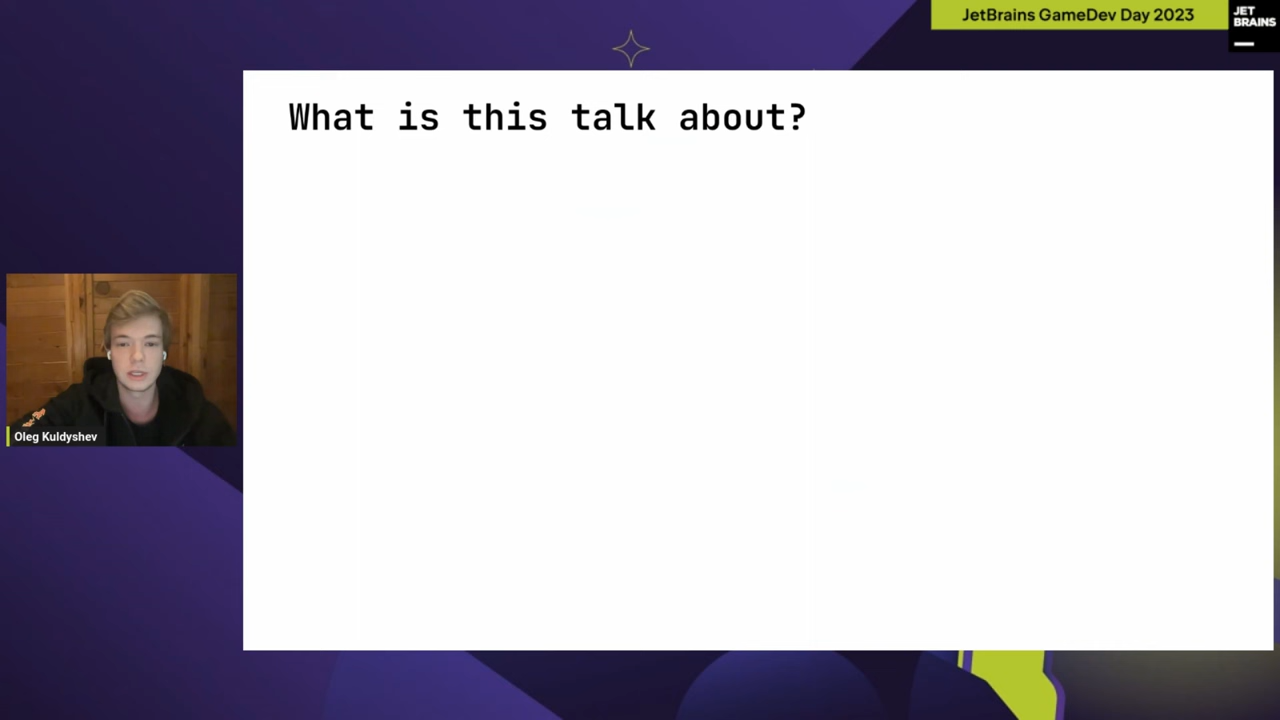 JetBrains GameDev Day 2023
JET
BRAINS
What is this talk about?
Oleg Kuldyshev